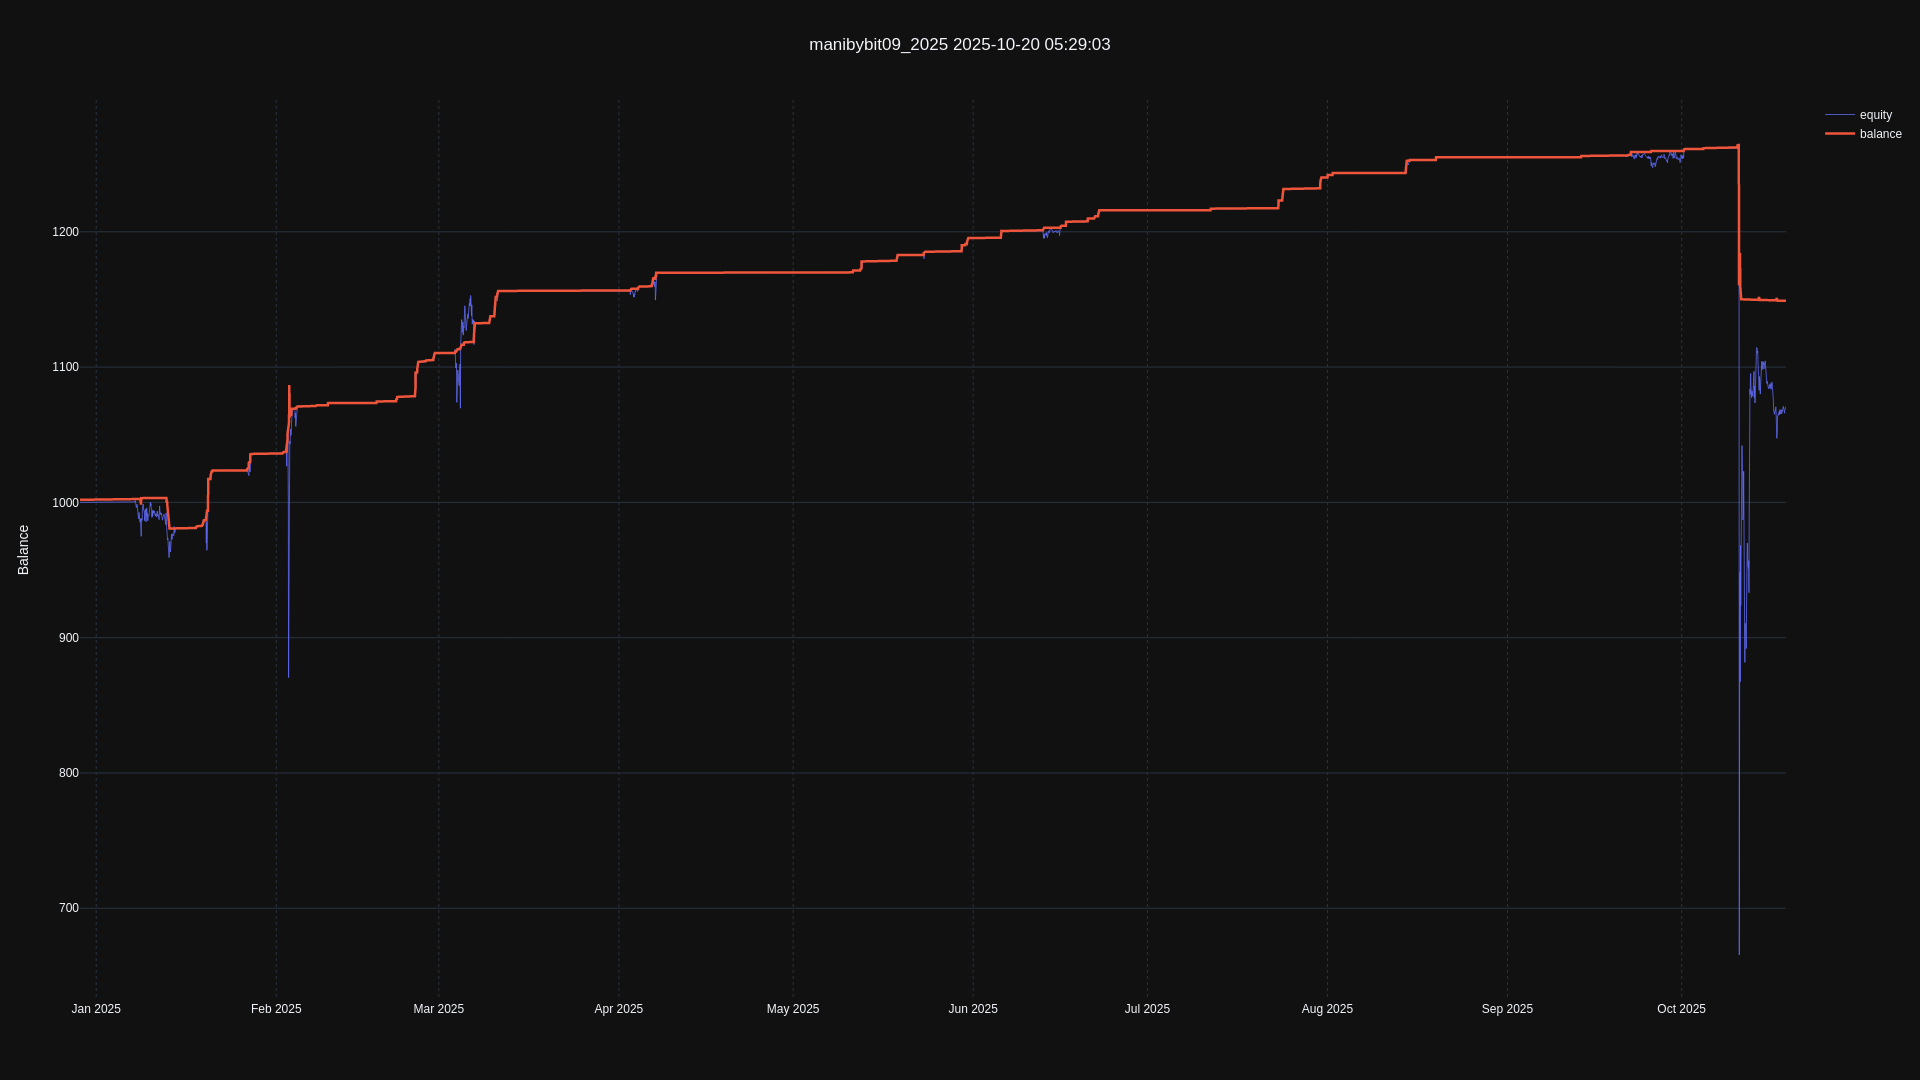 manibybit09_2025 2025-10-20 05:29:03
equity
balance
Balance
1200
1100
1000
900
800
700
Jan 2025
Feb 2025
Mar 2025
Apr 2025
May 2025
Jun 2025
Jul 2025
Aug 2025
Sep 2025
Oct 2025